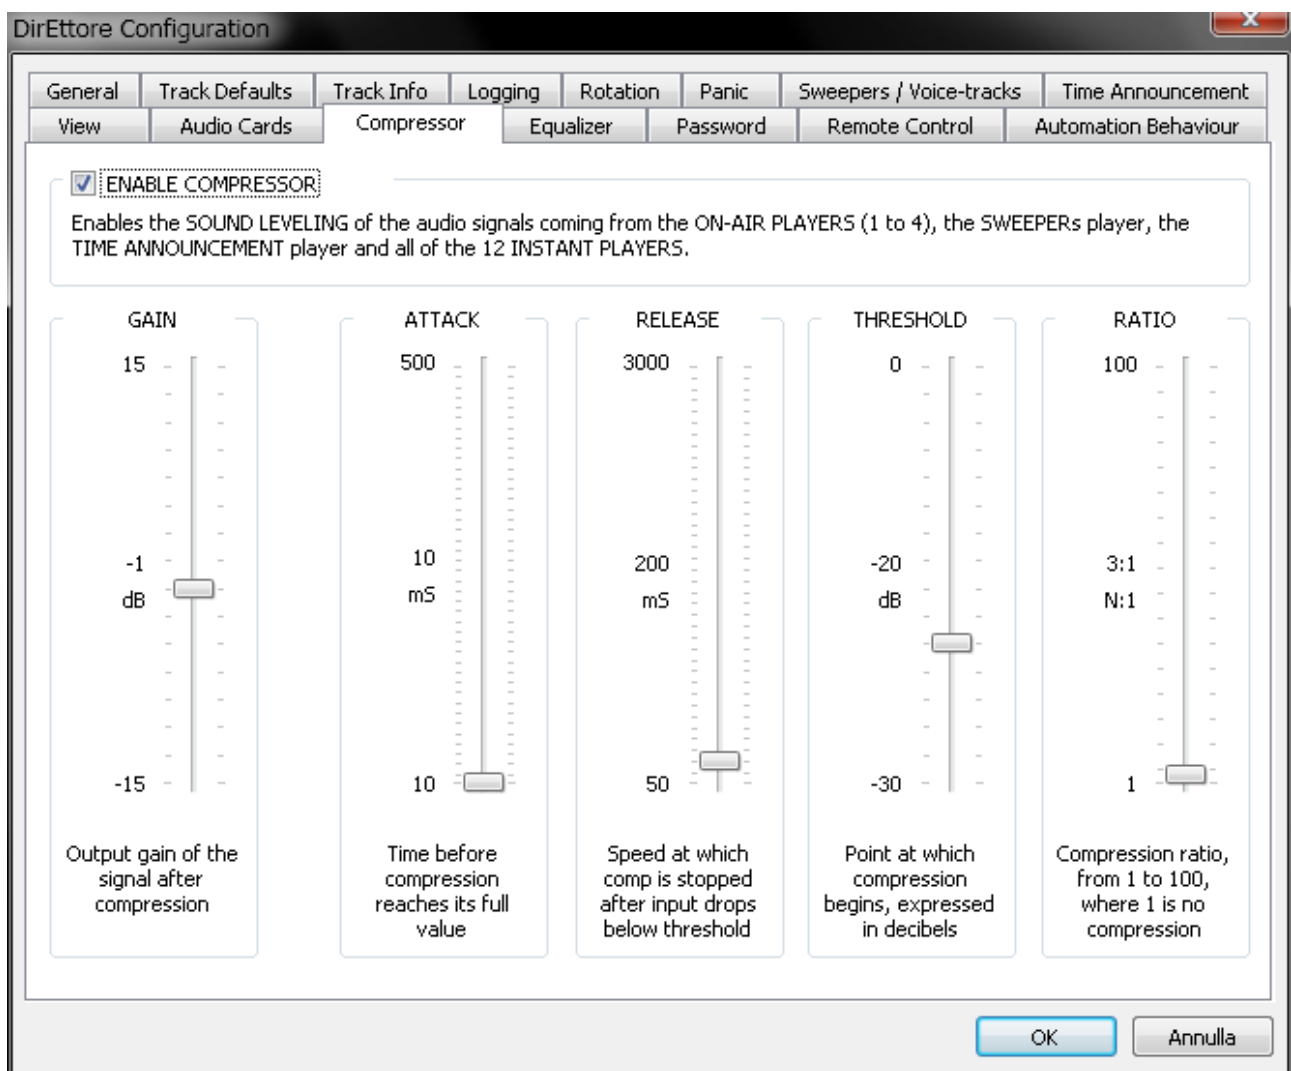 DirEttore Configuration
General Track Defaults Track Info Logging Rotation Panic Sweepers / Voice-tracks Time Announcement
View Audio Cards Compressor Equalizer Password Remote Control Automation Behaviour
ENABLE COMPRESSOR
Enables the SOUND LEVELING of the audio signals coming from the ON-AIR PLAYERS (1 to 4), the SWEEPERs player, the
TIME ANNOUNCEMENT player and all of the 12 INSTANT PLAYERS.
GAIN
15
-1
dB
-15
Output gain of the
signal after
compression
ATTACK
500
10
mS
10
Time before
compression
reaches its full
value
RELEASE
3000
200
mS
50
Speed at which
comp is stopped
after input drops
below threshold
THRESHOLD
0
-20
dB
-30
Point at which
compression
begins, expressed
in decibels
RATIO
100
3:1
N:1
1
Compression ratio,
from 1 to 100,
where 1 is no
compression
OK Annulla